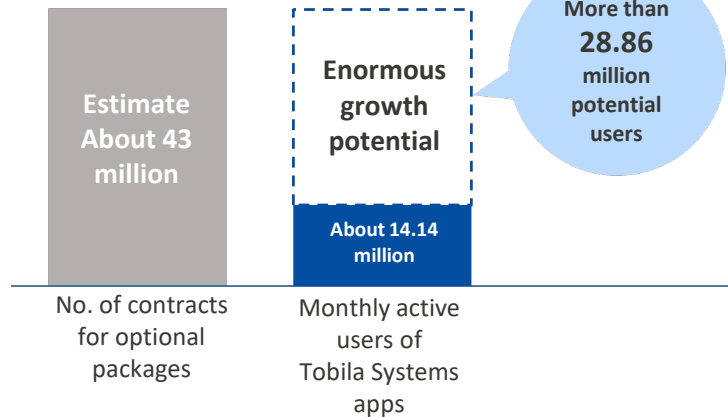 More than
28.86
million
potential
users
Estimate
About 43
million
Enormous
growth
potential
About 14.14
million
No. of contracts
for optional
packages
Monthly active
users of
Tobila Systems
apps